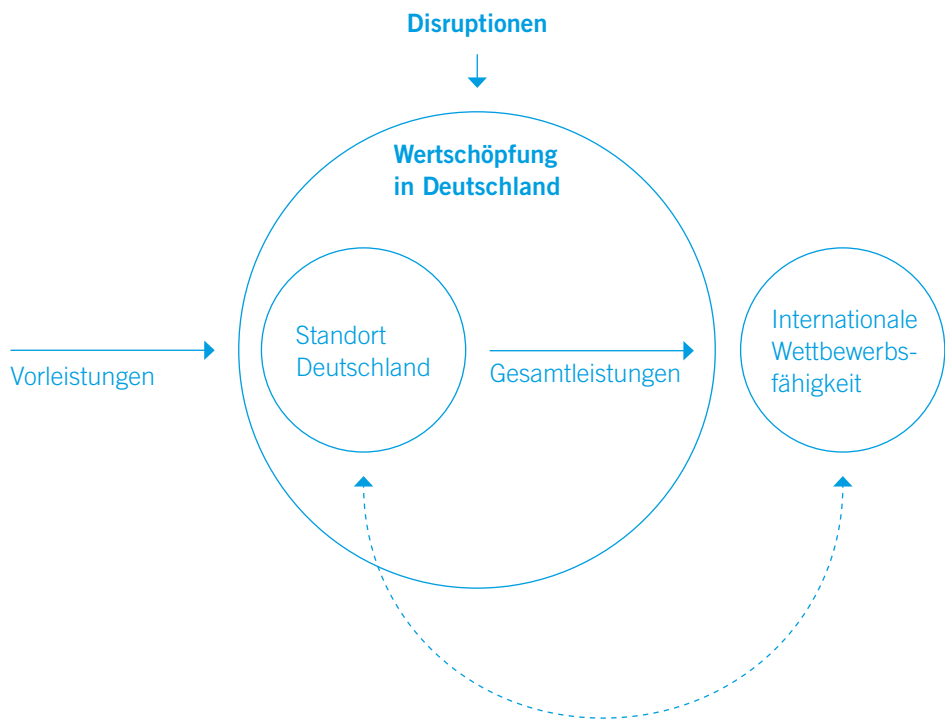 Disruptionen
Wertschöpfung
in Deutschland
Standort
Deutschland
Internationale
Wettbewerbs-
fähigkeit
Vorleistungen
Gesamtleistungen